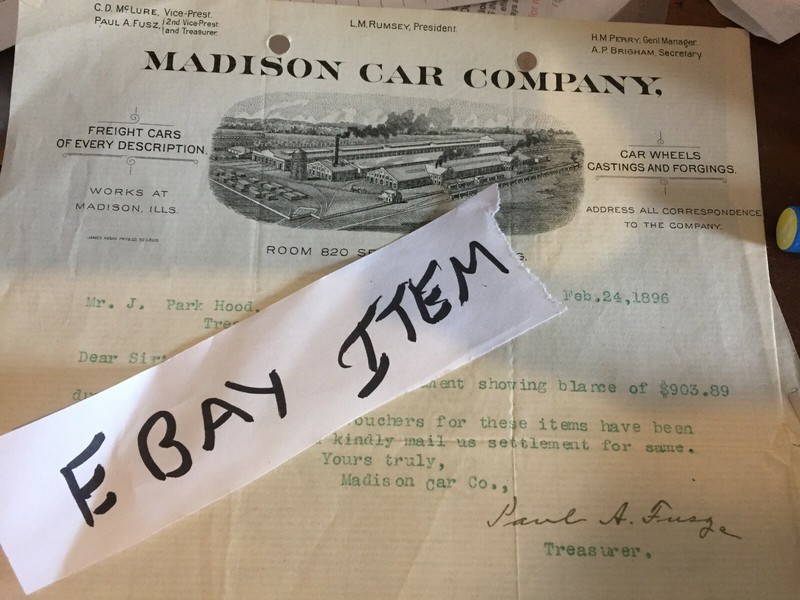 C.D. McLURE, Vice-Prest.
PAUL A. FUSZ, {2nd Vice-Prest. and Treasurer.
L.M. RUMSEY, President.
H.M. PERRY, Genl Manager.
A.P. BRIGHAM, Secretary.
MADISON CAR COMPANY,
FREIGHT CARS
OF EVERY DESCRIPTION.
WORKS AT
MADISON, ILLS.
CAR WHEELS
CASTINGS AND FORGINGS.
ADDRESS ALL CORRESPONDENCE
TO THE COMPANY.
ROOM 820
Feb.24,1896
Mr. J. Park Hood.
Dear Sir:
showing blance of $903.89
ouchers for these items have been
kindly mail us settlement for same.
Yours truly,
Madison Car Co.,
Paul A. Fusz
Treasurer.
EBAY ITEM